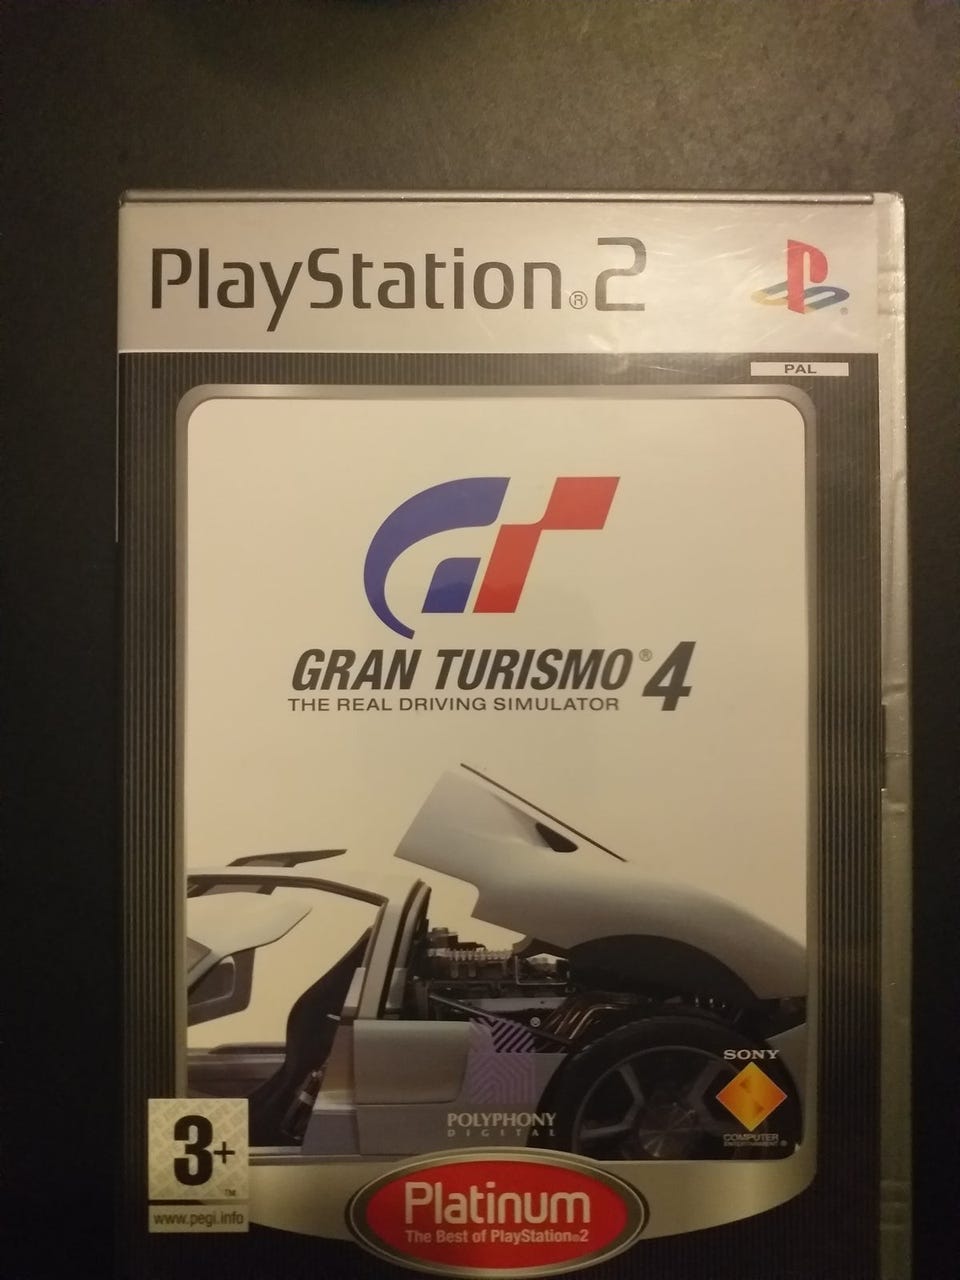 PlayStation®2
PAL
GRAN TURISMO® 4
THE REAL DRIVING SIMULATOR
®
POLYPHONY
DIGITAL
SONY
COMPUTER
ENTERTAINMENT®
3+
™
www.pegi.info
Platinum
The Best of PlayStation®2